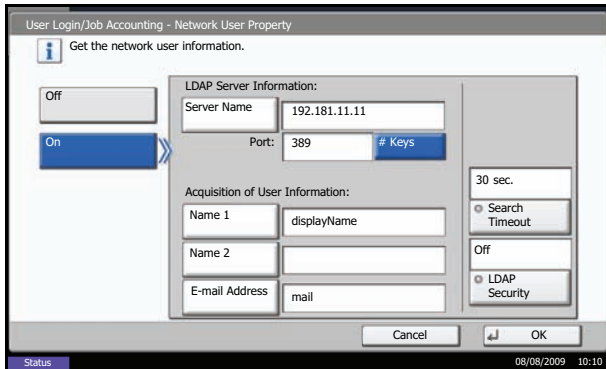 User Login/Job Accounting - Network User Property
Get the network user information.
Off
On
LDAP Server Information:
Server Name
192.181.11.11
Port:
389
# Keys
Acquisition of User Information:
Name 1
displayName
Name 2
E-mail Address
mail
30 sec.
Search
Timeout
Off
LDAP
Security
Cancel
OK
Status
08/08/2009 10:10